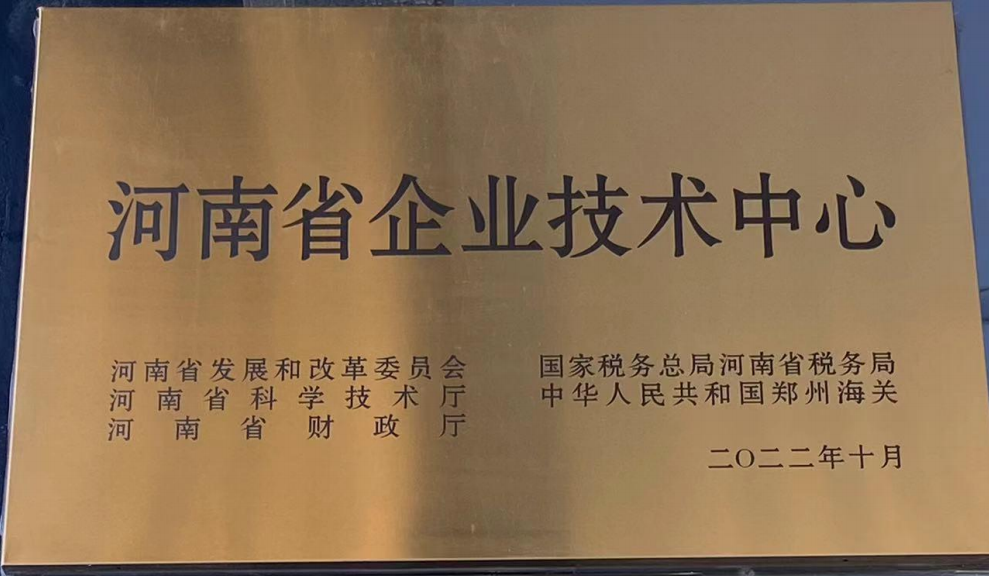 河南省企业技术中心
河南省发展和改革委员会
河南省科学技术厅
河南省财政厅
国家税务总局河南省税务局
中华人民共和国郑州海关
二〇二二年十月